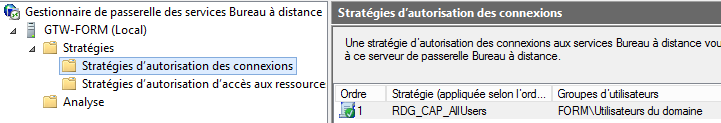 Gestionnaire de passerelle des services Bureau à distance
GTW-FORM (Local)
Stratégies
Stratégies d'autorisation des connexions
Stratégies d'autorisation d'accès aux ressource
Analyse
Stratégies d'autorisation des connexions
Une stratégie d'autorisation des connexions aux services Bureau à distance vou
à ce serveur de passerelle Bureau à distance.
Ordre Stratégie (appliquée selon l'ord... Groupes d'utilisateurs
1 RDG_CAP_AllUsers FORM\Utilisateurs du domaine